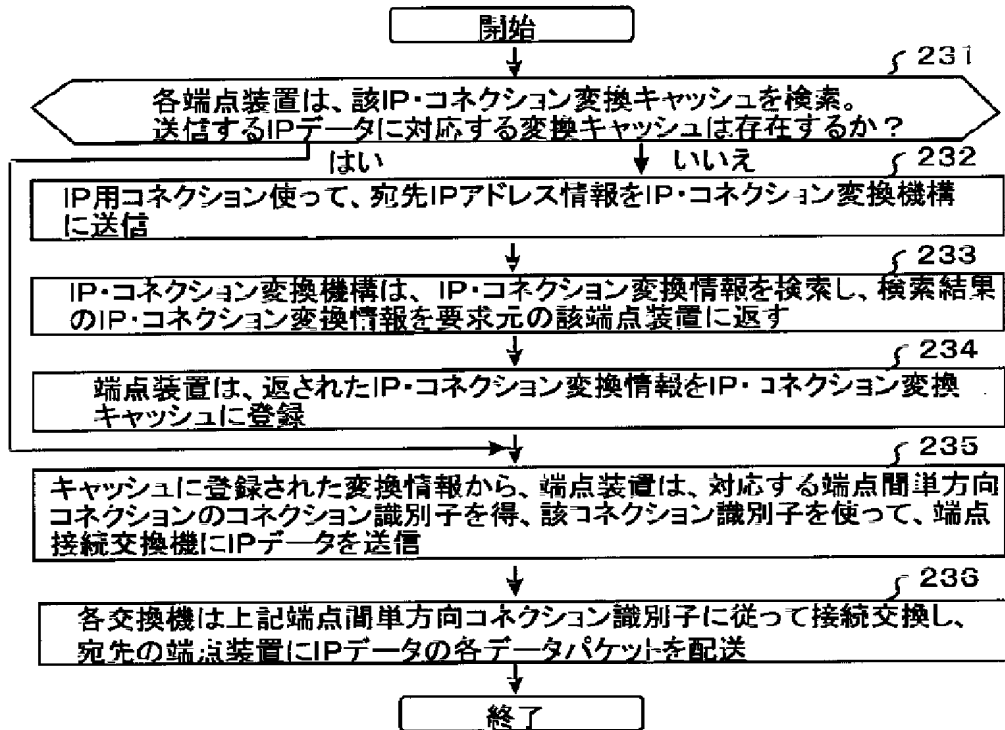 開始
231
各端点装置は、該IP・コネクション変換キャッシュを検索。
送信するIPデータに対応する変換キャッシュは存在するか？
はい
いいえ
232
IP用コネクション使って、宛先IPアドレス情報をIP・コネクション変換機構
に送信
233
IP・コネクション変換機構は、IP・コネクション変換情報を検索し、検索結果
のIP・コネクション変換情報を要求元の該端点装置に返す
234
端点装置は、返されたIP・コネクション変換情報をIP・コネクション変換
キャッシュに登録
235
キャッシュに登録された変換情報から、端点装置は、対応する端点間単方向
コネクションのコネクション識別子を得、該コネクション識別子を使って、端点
接続交換機にIPデータを送信
236
各交換機は上記端点間単方向コネクション識別子に従って接続交換し、
宛先の端点装置にIPデータの各データパケットを配送
終了